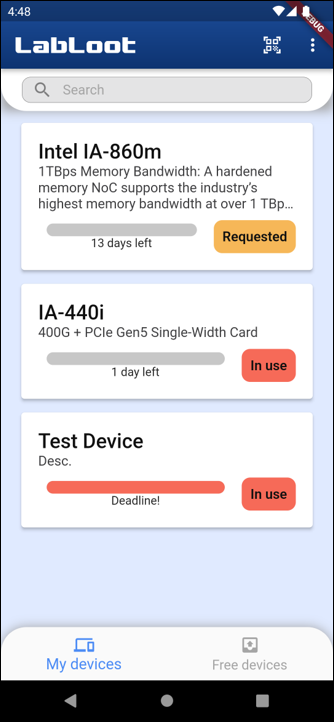 4:48
DEBUG
LabLoot
Search
Intel IA-860m
1TBps Memory Bandwidth: A hardened
memory NoC supports the industry’s
highest memory bandwidth at over 1 TBp…
13 days left
Requested
IA-440i
400G + PCIe Gen5 Single-Width Card
1 day left
In use
Test Device
Desc.
Deadline!
In use
My devices
Free devices